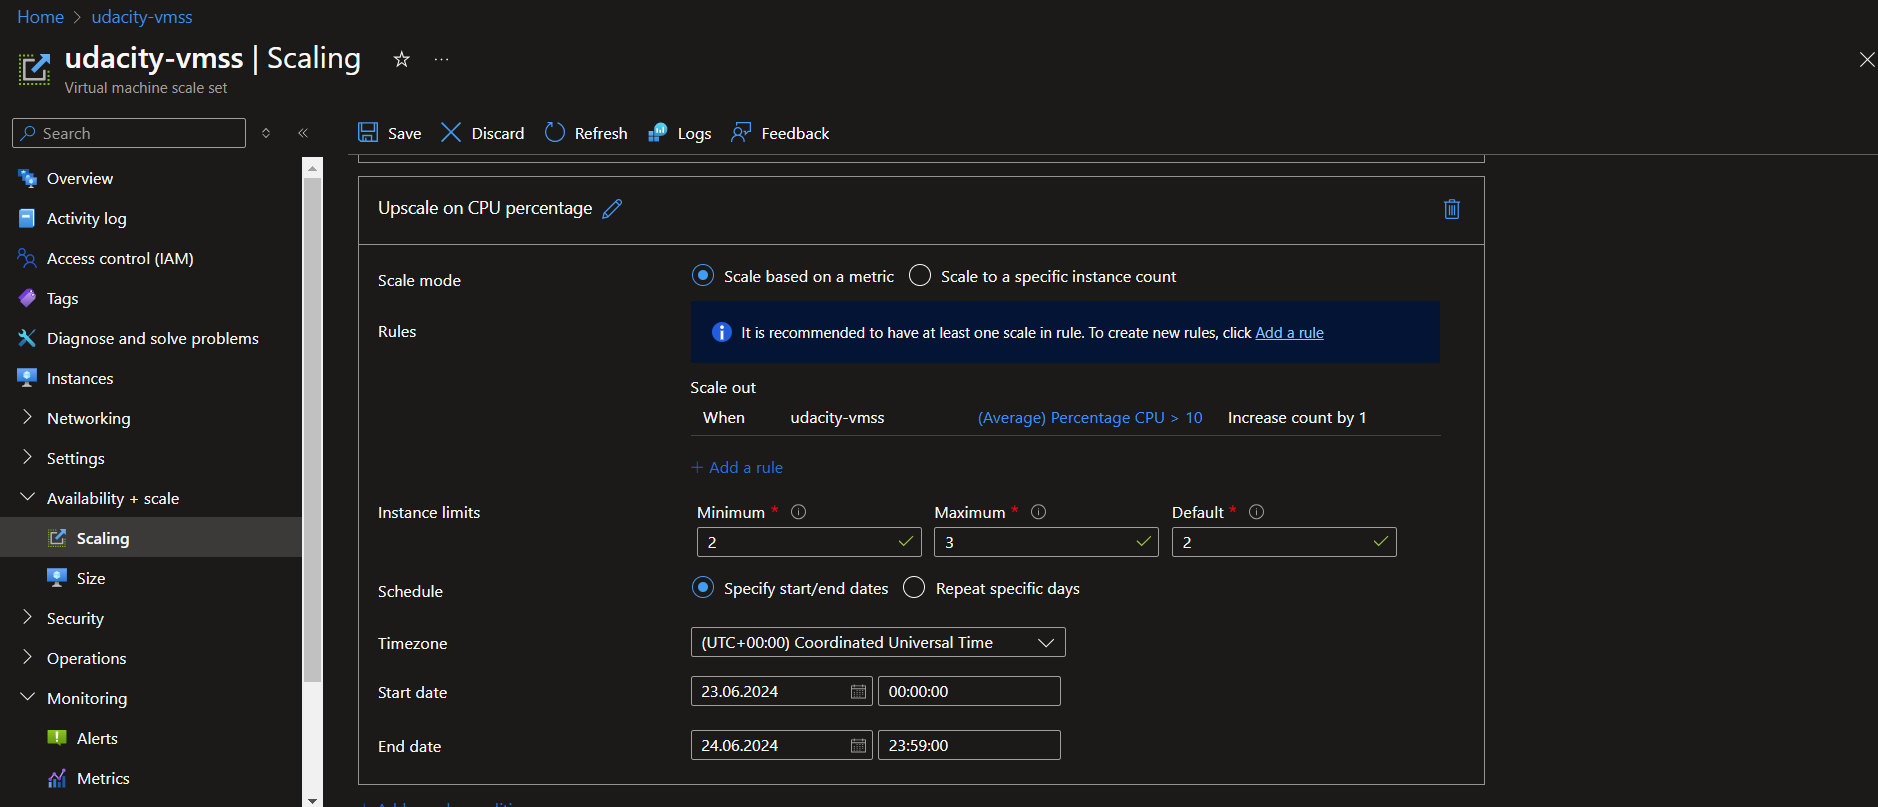 Home > udacity-vmss
udacity-vmss | Scaling ☆ ...
Virtual machine scale set
Search
Save Discard Refresh Logs Feedback
Overview
Activity log
Access control (IAM)
Tags
Diagnose and solve problems
Instances
Networking
Settings
Availability + scale
Scaling
Size
Security
Operations
Monitoring
Alerts
Metrics
Upscale on CPU percentage
Scale mode
Scale based on a metric Scale to a specific instance count
Rules
It is recommended to have at least one scale in rule. To create new rules, click Add a rule
Scale out
When udacity-vmss (Average) Percentage CPU > 10 Increase count by 1
+ Add a rule
Instance limits
Minimum * Maximum * Default *
2 3 2
Schedule
Specify start/end dates Repeat specific days
Timezone
(UTC+00:00) Coordinated Universal Time
Start date
23.06.2024 00:00:00
End date
24.06.2024 23:59:00